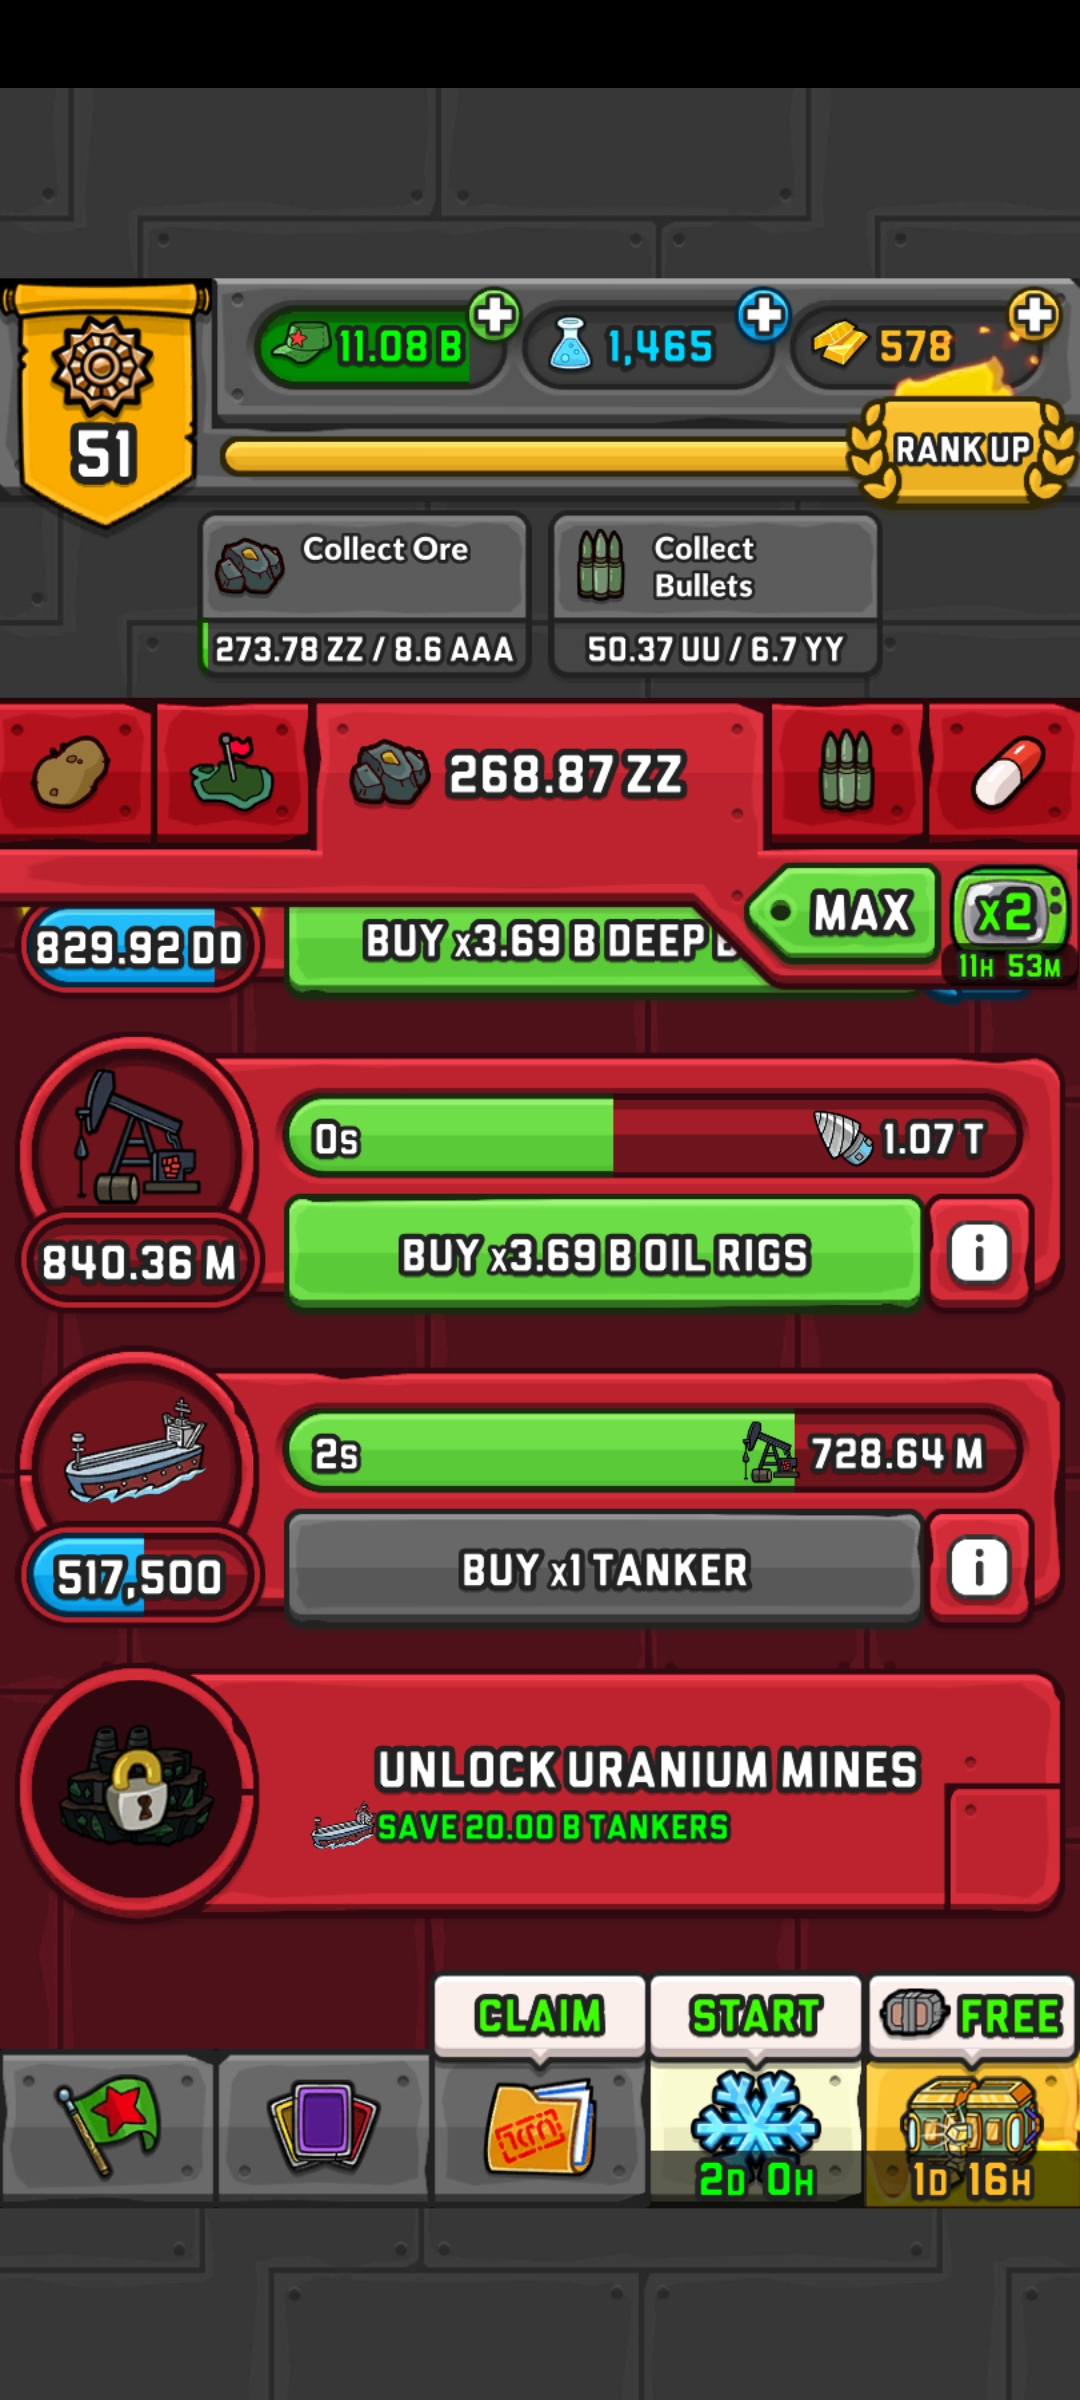 11.08 B
1,465
578
51
RANK UP
Collect Ore
273.78 ZZ / 8.6 AAA
Collect
Bullets
50.37 UU / 6.7 YY
268.87 ZZ
MAX
x2
11H 53M
829.92 DD
BUY x3.69 B DEEP
0s
1.07 T
840.36 M
BUY x3.69 B OIL RIGS
i
2s
728.64 M
517,500
BUY x1 TANKER
i
UNLOCK URANIUM MINES
SAVE 20.00 B TANKERS
CLAIM
START
FREE
2D 0H
1D 16H